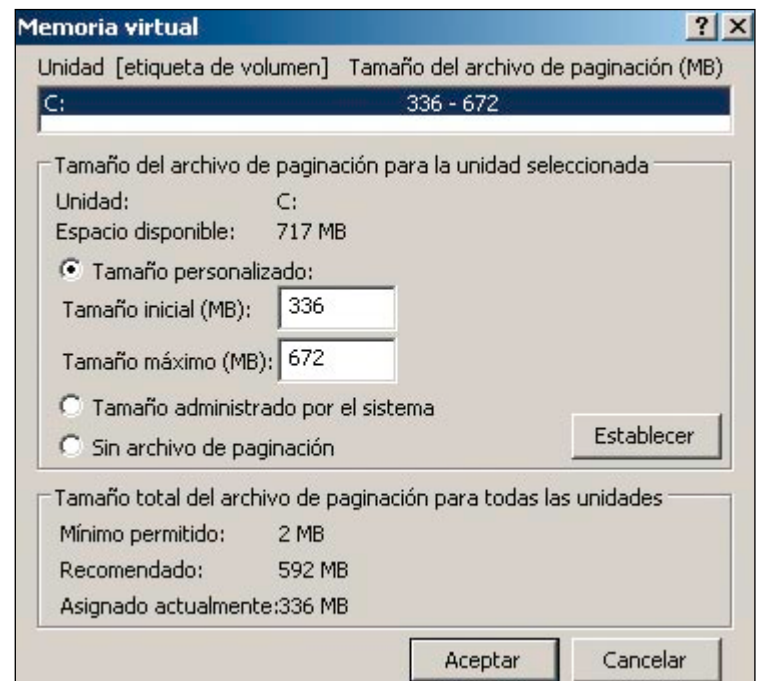 Memoria virtual
Unidad [etiqueta de volumen] Tamaño del archivo de paginación (MB)
C: 336 - 672
Tamaño del archivo de paginación para la unidad seleccionada
Unidad: C:
Espacio disponible: 717 MB
Tamaño personalizado:
Tamaño inicial (MB): 336
Tamaño máximo (MB): 672
Tamaño administrado por el sistema
Sin archivo de paginación
Establecer
Tamaño total del archivo de paginación para todas las unidades
Mínimo permitido: 2 MB
Recomendado: 592 MB
Asignado actualmente:336 MB
Aceptar Cancelar